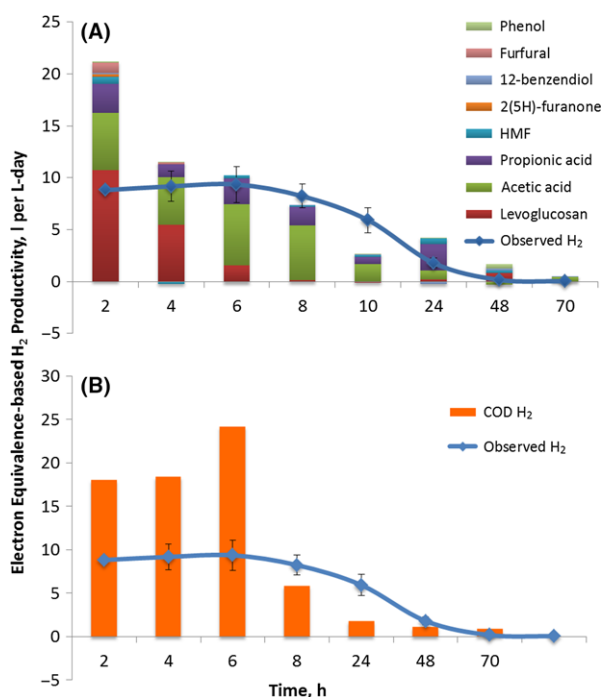 (A)
25
20
15
10
5
0
−5
2 4 6 8 10 24 48 70
Phenol
Furfural
12-benzendiol
2(5H)-furanone
HMF
Propionic acid
Acetic acid
Levoglucosan
Observed H₂
Electron Equivalence-based H₂ Productivity, l per L-day
(B)
30
25
20
15
10
5
0
−5
COD H₂
Observed H₂
2 4 6 8 24 48 70
Time, h